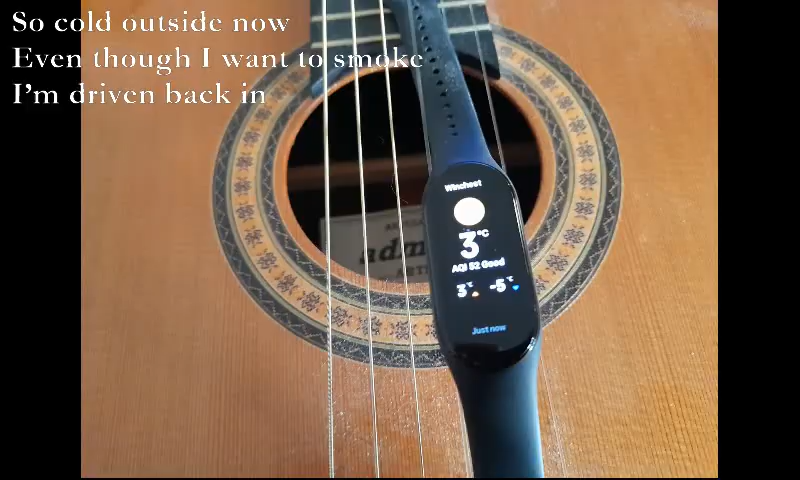 So cold outside now
Even though I want to smoke
I'm driven back in
Winchest
3°C
AQI 52 Good
3℃ -5℃
Just now
adm